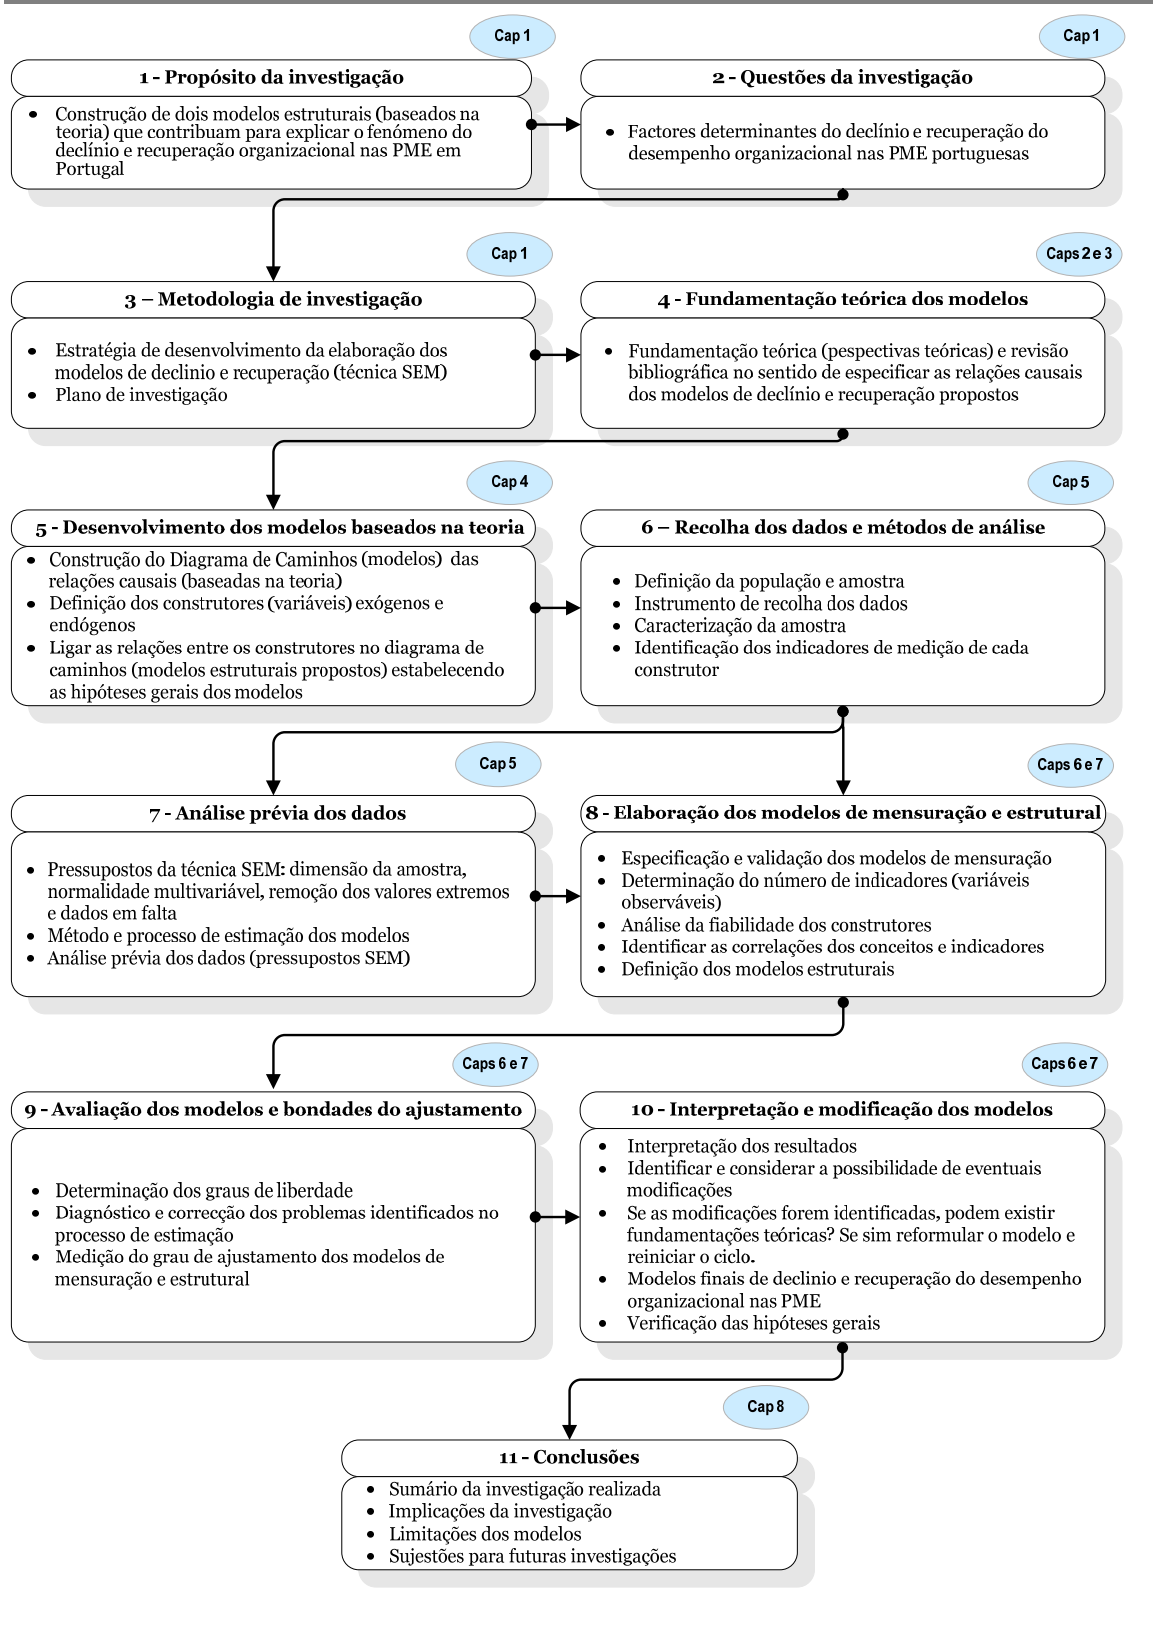 Cap 1
1 - Propósito da investigação
• Construção de dois modelos estruturais (baseados na
teoria) que contribuam para explicar o fenómeno do
declínio e recuperação organizacional nas PME em
Portugal
Cap 1
2 - Questões da investigação
• Factores determinantes do declínio e recuperação do
desempenho organizacional nas PME portuguesas
Cap 1
3 – Metodologia de investigação
• Estratégia de desenvolvimento da elaboração dos
modelos de declinio e recuperação (técnica SEM)
• Plano de investigação
Caps 2 e 3
4 - Fundamentação teórica dos modelos
• Fundamentação teórica (pespectivas teóricas) e revisão
bibliográfica no sentido de especificar as relações causais
dos modelos de declínio e recuperação propostos
Cap 4
5 - Desenvolvimento dos modelos baseados na teoria
• Construção do Diagrama de Caminhos (modelos) das
relações causais (baseadas na teoria)
• Definição dos construtores (variáveis) exógenos e
endógenos
• Ligar as relações entre os construtores no diagrama de
caminhos (modelos estruturais propostos) estabelecendo
as hipóteses gerais dos modelos
Cap 5
6 – Recolha dos dados e métodos de análise
• Definição da população e amostra
• Instrumento de recolha dos dados
• Caracterização da amostra
• Identificação dos indicadores de medição de cada
construtor
Cap 5
7 - Análise prévia dos dados
• Pressupostos da técnica SEM: dimensão da amostra,
normalidade multivariável, remoção dos valores extremos
e dados em falta
• Método e processo de estimação dos modelos
• Análise prévia dos dados (pressupostos SEM)
Caps 6 e 7
8 - Elaboração dos modelos de mensuração e estrutural
• Especificação e validação dos modelos de mensuração
• Determinação do número de indicadores (variáveis
observáveis)
• Análise da fiabilidade dos construtores
• Identificar as correlações dos conceitos e indicadores
• Definição dos modelos estruturais
Caps 6 e 7
9 - Avaliação dos modelos e bondades do ajustamento
• Determinação dos graus de liberdade
• Diagnóstico e correcção dos problemas identificados no
processo de estimação
• Medição do grau de ajustamento dos modelos de
mensuração e estrutural
Caps 6 e 7
10 - Interpretação e modificação dos modelos
• Interpretação dos resultados
• Identificar e considerar a possibilidade de eventuais
modificações
• Se as modificações forem identificadas, podem existir
fundamentações teóricas? Se sim reformular o modelo e
reiniciar o ciclo.
• Modelos finais de declinio e recuperação do desempenho
organizacional nas PME
• Verificação das hipóteses gerais
Cap 8
11 - Conclusões
• Sumário da investigação realizada
• Implicações da investigação
• Limitações dos modelos
• Sujestões para futuras investigações